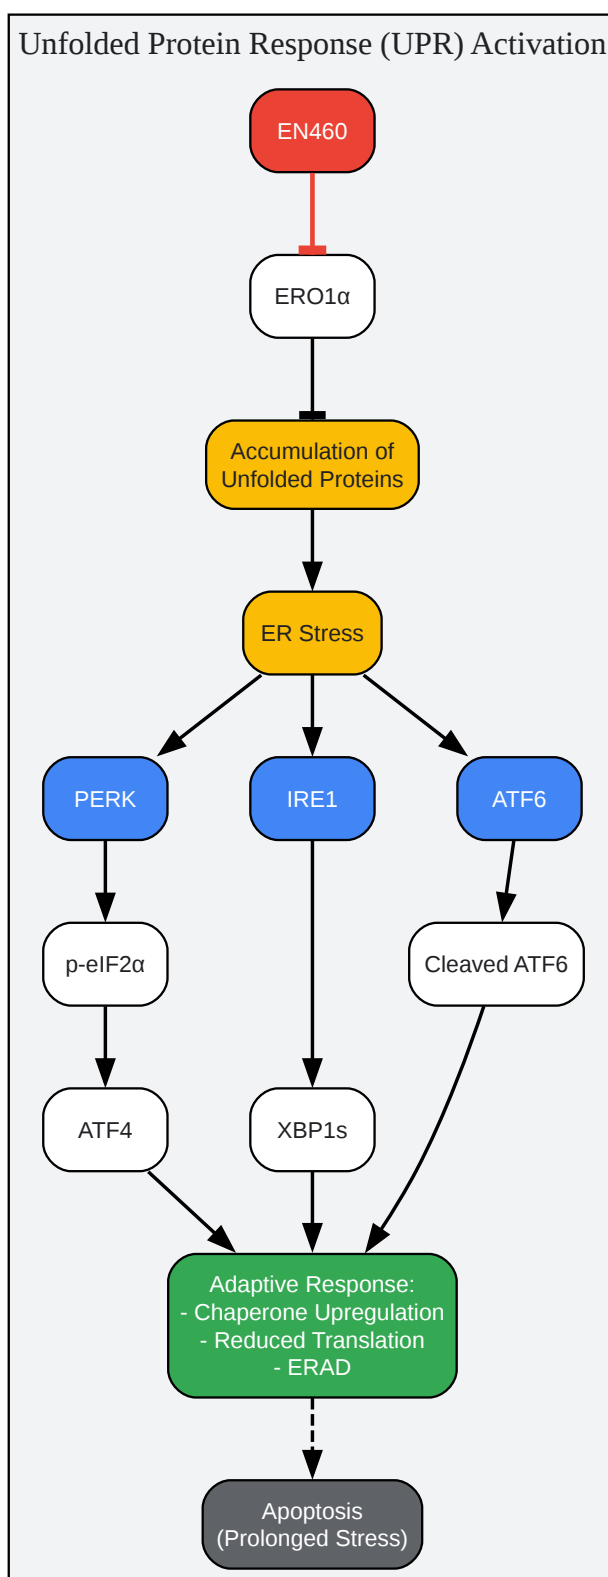 Unfolded Protein Response (UPR) Activation
EN460
ERO1α
Accumulation of
Unfolded Proteins
ER Stress
PERK
IRE1
ATF6
p-eIF2α
Cleaved ATF6
ATF4
XBP1s
Adaptive Response:
- Chaperone Upregulation
- Reduced Translation
- ERAD
Apoptosis
(Prolonged Stress)